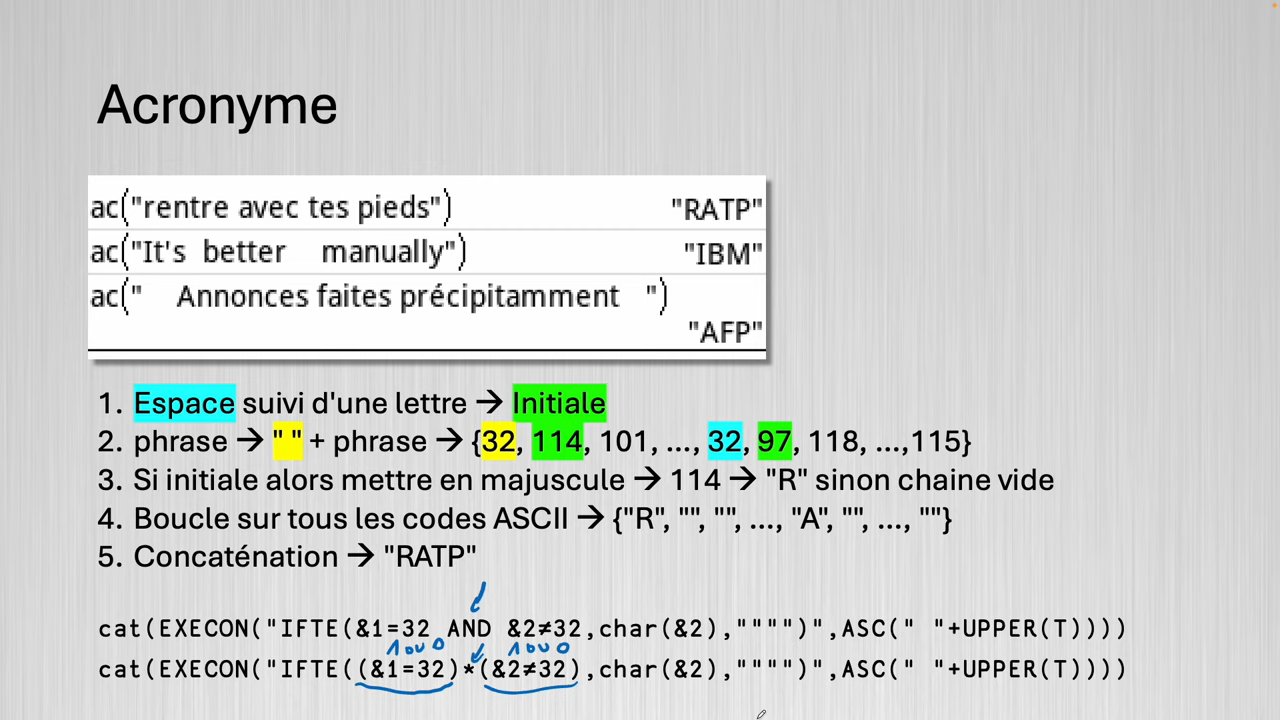 Acronyme
ac("rentre avec tes pieds") "RATP"
ac("It's  better    manually") "IBM"
ac("    Annonces faites précipitamment   ")
"AFP"
1. Espace suivi d'une lettre → Initiale
2. phrase → " " + phrase → {32, 114, 101, ..., 32, 97, 118, ...,115}
3. Si initiale alors mettre en majuscule → 114 → "R" sinon chaine vide
4. Boucle sur tous les codes ASCII → {"R", "", "", ..., "A", "", ..., ""}
5. Concaténation → "RATP"
cat(EXECON("IFTE(&1=32 AND &2≠32,char(&2),"""")",ASC(" "+UPPER(T))))
1 ou 0 1 ou 0
cat(EXECON("IFTE((&1=32)*(&2≠32),char(&2),"""")",ASC(" "+UPPER(T))))